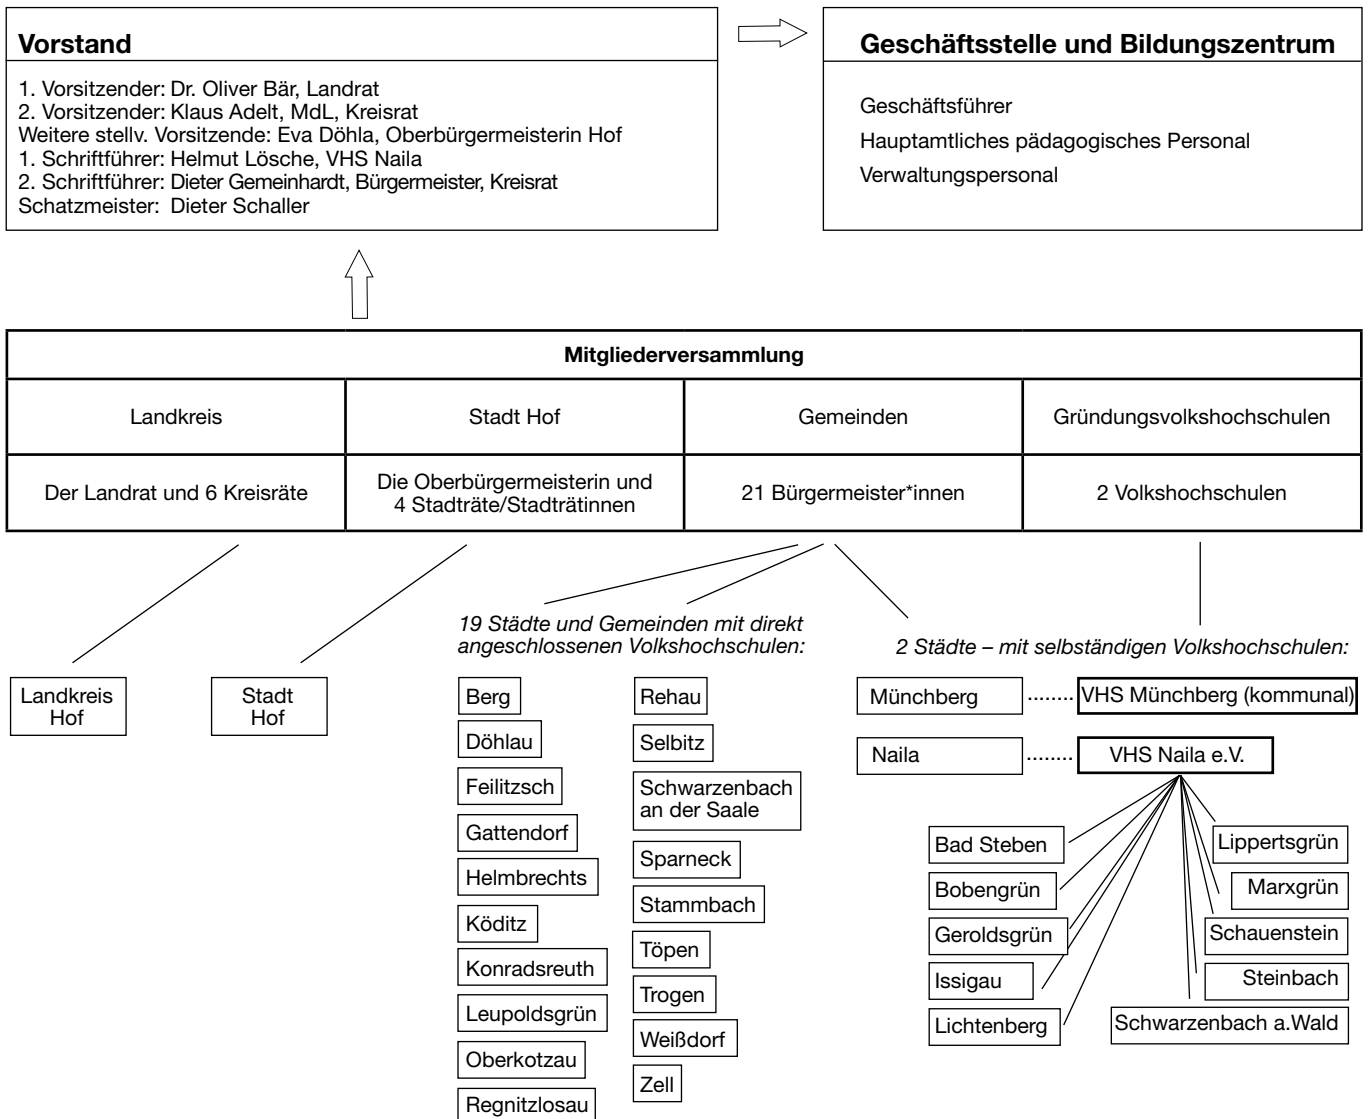 Vorstand
1. Vorsitzender: Dr. Oliver Bär, Landrat
2. Vorsitzender: Klaus Adelt, MdL, Kreisrat
Weitere stellv. Vorsitzende: Eva Döhla, Oberbürgermeisterin Hof
1. Schriftführer: Helmut Lösche, VHS Naila
2. Schriftführer: Dieter Gemeinhardt, Bürgermeister, Kreisrat
Schatzmeister: Dieter Schaller
Geschäftsstelle und Bildungszentrum
Geschäftsführer
Hauptamtliches pädagogisches Personal
Verwaltungspersonal
Mitgliederversammlung
Landkreis
Stadt Hof
Gemeinden
Gründungsvolkshochschulen
Der Landrat und 6 Kreisräte
Die Oberbürgermeisterin und
4 Stadträte/Stadträtinnen
21 Bürgermeister*innen
2 Volkshochschulen
Landkreis
Hof
Stadt
Hof
19 Städte und Gemeinden mit direkt
angeschlossenen Volkshochschulen:
Berg
Döhlau
Feilitzsch
Gattendorf
Helmbrechts
Köditz
Konradsreuth
Leupoldsgrün
Oberkotzau
Regnitzlosau
Rehau
Selbitz
Schwarzenbach
an der Saale
Sparneck
Stammbach
Töpen
Trogen
Weißdorf
Zell
2 Städte – mit selbständigen Volkshochschulen:
Münchberg ........ VHS Münchberg (kommunal)
Naila ........ VHS Naila e.V.
Bad Steben
Bobengrün
Geroldsgrün
Issigau
Lichtenberg
Lippertsgrün
Marxgrün
Schauenstein
Steinbach
Schwarzenbach a.Wald